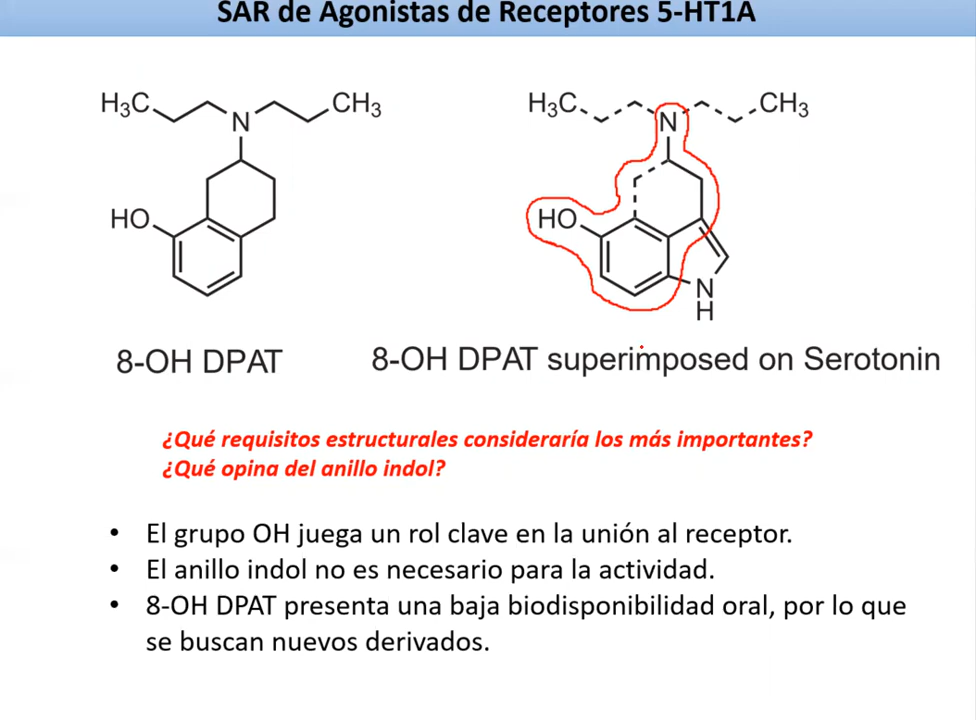 SAR de Agonistas de Receptores 5-HT1A
H₃C
N
CH₃
HO
8-OH DPAT
H₃C
N
CH₃
HO
N
H
8-OH DPAT superimposed on Serotonin
¿Qué requisitos estructurales consideraría los más importantes?
¿Qué opina del anillo indol?
• El grupo OH juega un rol clave en la unión al receptor.
• El anillo indol no es necesario para la actividad.
• 8-OH DPAT presenta una baja biodisponibilidad oral, por lo que
se buscan nuevos derivados.